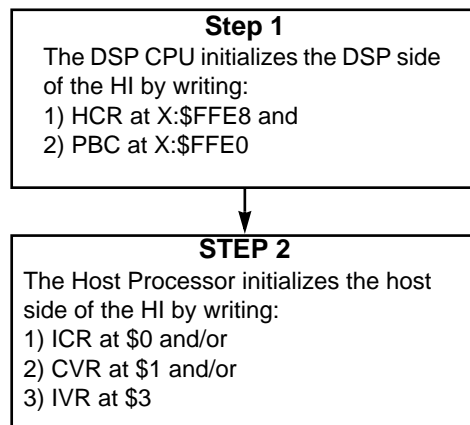 Step 1
The DSP CPU initializes the DSP side
of the HI by writing:
1) HCR at X:$FFE8 and
2) PBC at X:$FFE0
STEP 2
The Host Processor initializes the host
side of the HI by writing:
1) ICR at $0 and/or
2) CVR at $1 and/or
3) IVR at $3